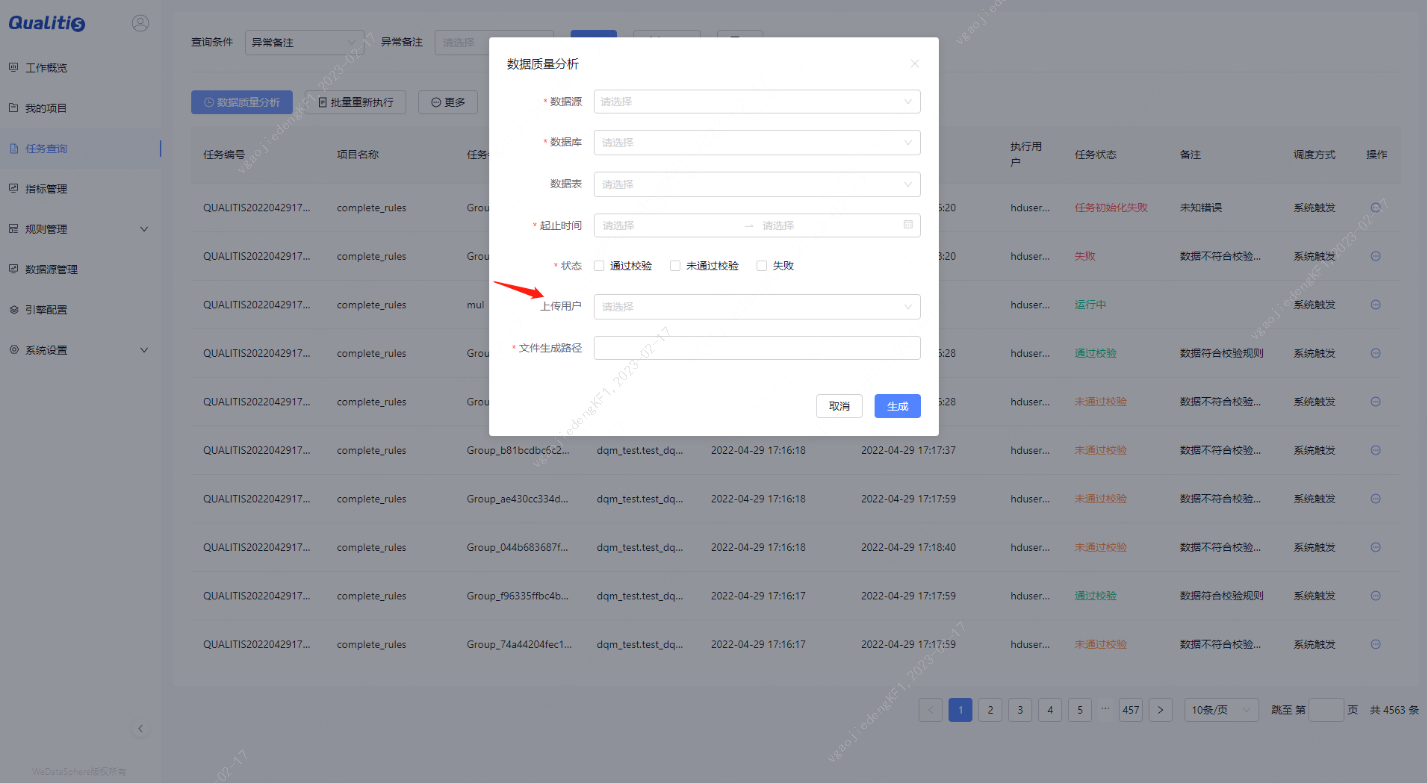 Qualitis
工作概览
我的项目
任务查询
指标管理
规则管理
数据源管理
引擎配置
系统设置
WeDataSphere版权所有
查询条件 异常备注 异常备注 请选择
数据质量分析 批量重新执行 更多
任务编号 项目名称 执行用户 任务状态 备注 调度方式 操作
QUALITIS2022042917... complete_rules hduser... 任务初始化失败 未知错误 系统触发
QUALITIS2022042917... complete_rules hduser... 失败 数据不符合校验... 系统触发
QUALITIS2022042917... complete_rules mul hduser... 运行中 系统触发
QUALITIS2022042917... complete_rules hduser... 通过校验 数据符合校验规则 系统触发
QUALITIS2022042917... complete_rules hduser... 未通过校验 数据不符合校验... 系统触发
QUALITIS2022042917... complete_rules Group_b81bcdbc6c2... dqm_test.test_dq... 2022-04-29 17:16:18 2022-04-29 17:17:37 hduser... 未通过校验 数据不符合校验... 系统触发
QUALITIS2022042917... complete_rules Group_ae430cc334d... dqm_test.test_dq... 2022-04-29 17:16:18 2022-04-29 17:17:59 hduser... 未通过校验 数据不符合校验... 系统触发
QUALITIS2022042917... complete_rules Group_044b683687f... dqm_test.test_dq... 2022-04-29 17:16:18 2022-04-29 17:18:40 hduser... 未通过校验 数据不符合校验... 系统触发
QUALITIS2022042917... complete_rules Group_f96335ffbc4b... dqm_test.test_dq... 2022-04-29 17:16:17 2022-04-29 17:17:59 hduser... 通过校验 数据符合校验规则 系统触发
QUALITIS2022042917... complete_rules Group_74a44204fec1... dqm_test.test_dq... 2022-04-29 17:16:17 2022-04-29 17:17:59 hduser... 未通过校验 数据不符合校验... 系统触发
1 2 3 4 5 ... 457 10条/页 跳至 第 页 共 4563 条
数据质量分析
* 数据源 请选择
* 数据库 请选择
数据表 请选择
* 起止时间 请选择 → 请选择
* 状态 通过校验 未通过校验 失败
上传用户 请选择
* 文件生成路径
取消 生成
vgaojiedengKF1,2023-02-17